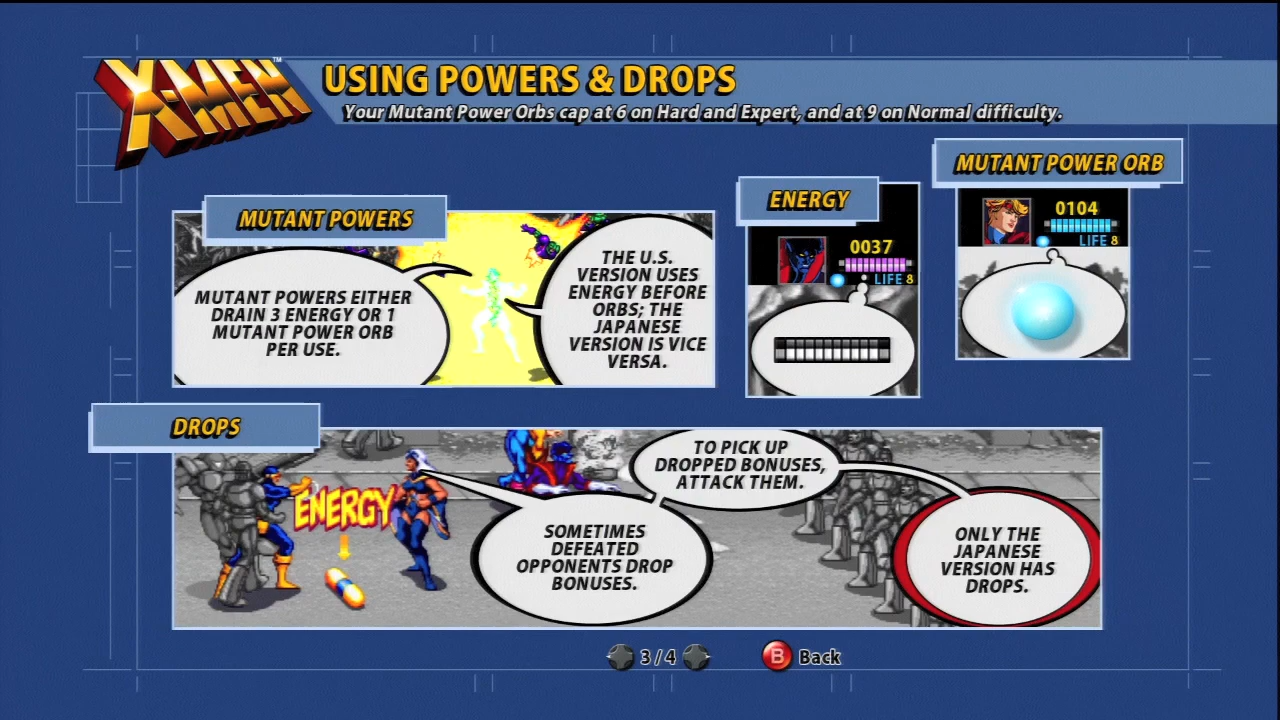 X-MEN™
USING POWERS & DROPS
Your Mutant Power Orbs cap at 6 on Hard and Expert, and at 9 on Normal difficulty.
MUTANT POWERS
MUTANT POWERS EITHER
DRAIN 3 ENERGY OR 1
MUTANT POWER ORB
PER USE.
THE U.S.
VERSION USES
ENERGY BEFORE
ORBS; THE
JAPANESE
VERSION IS VICE
VERSA.
ENERGY
0037
LIFE 8
MUTANT POWER ORB
0104
LIFE 8
DROPS
ENERGY
SOMETIMES
DEFEATED
OPPONENTS DROP
BONUSES.
TO PICK UP
DROPPED BONUSES,
ATTACK THEM.
ONLY THE
JAPANESE
VERSION HAS
DROPS.
3 / 4
B Back